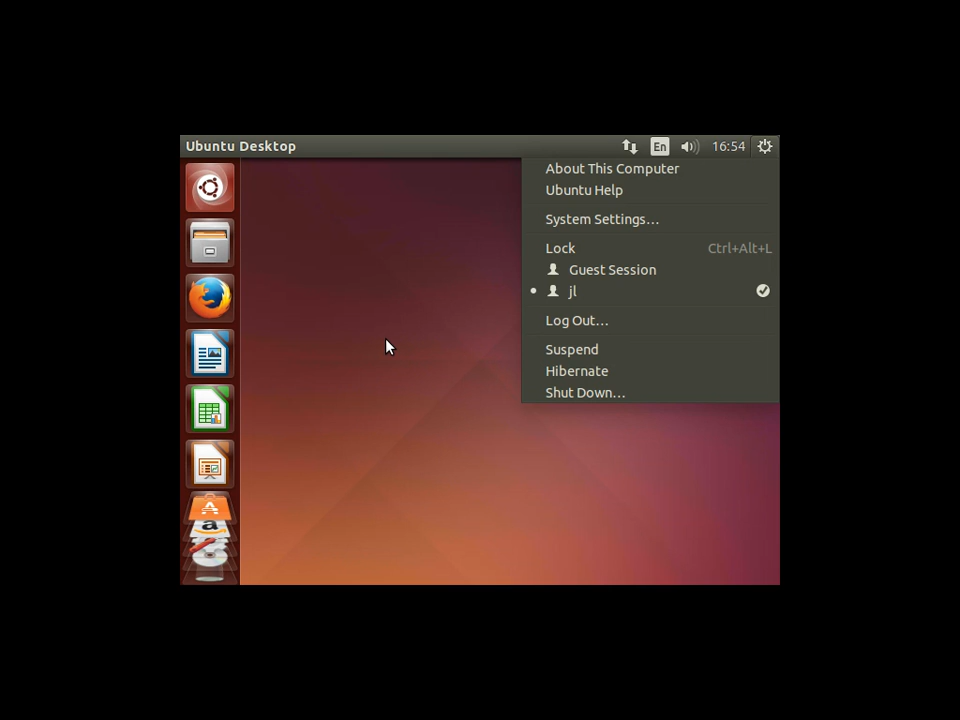 Ubuntu Desktop En 16:54
About This Computer
Ubuntu Help
System Settings...
Lock Ctrl+Alt+L
Guest Session
jl
Log Out...
Suspend
Hibernate
Shut Down...
A
a